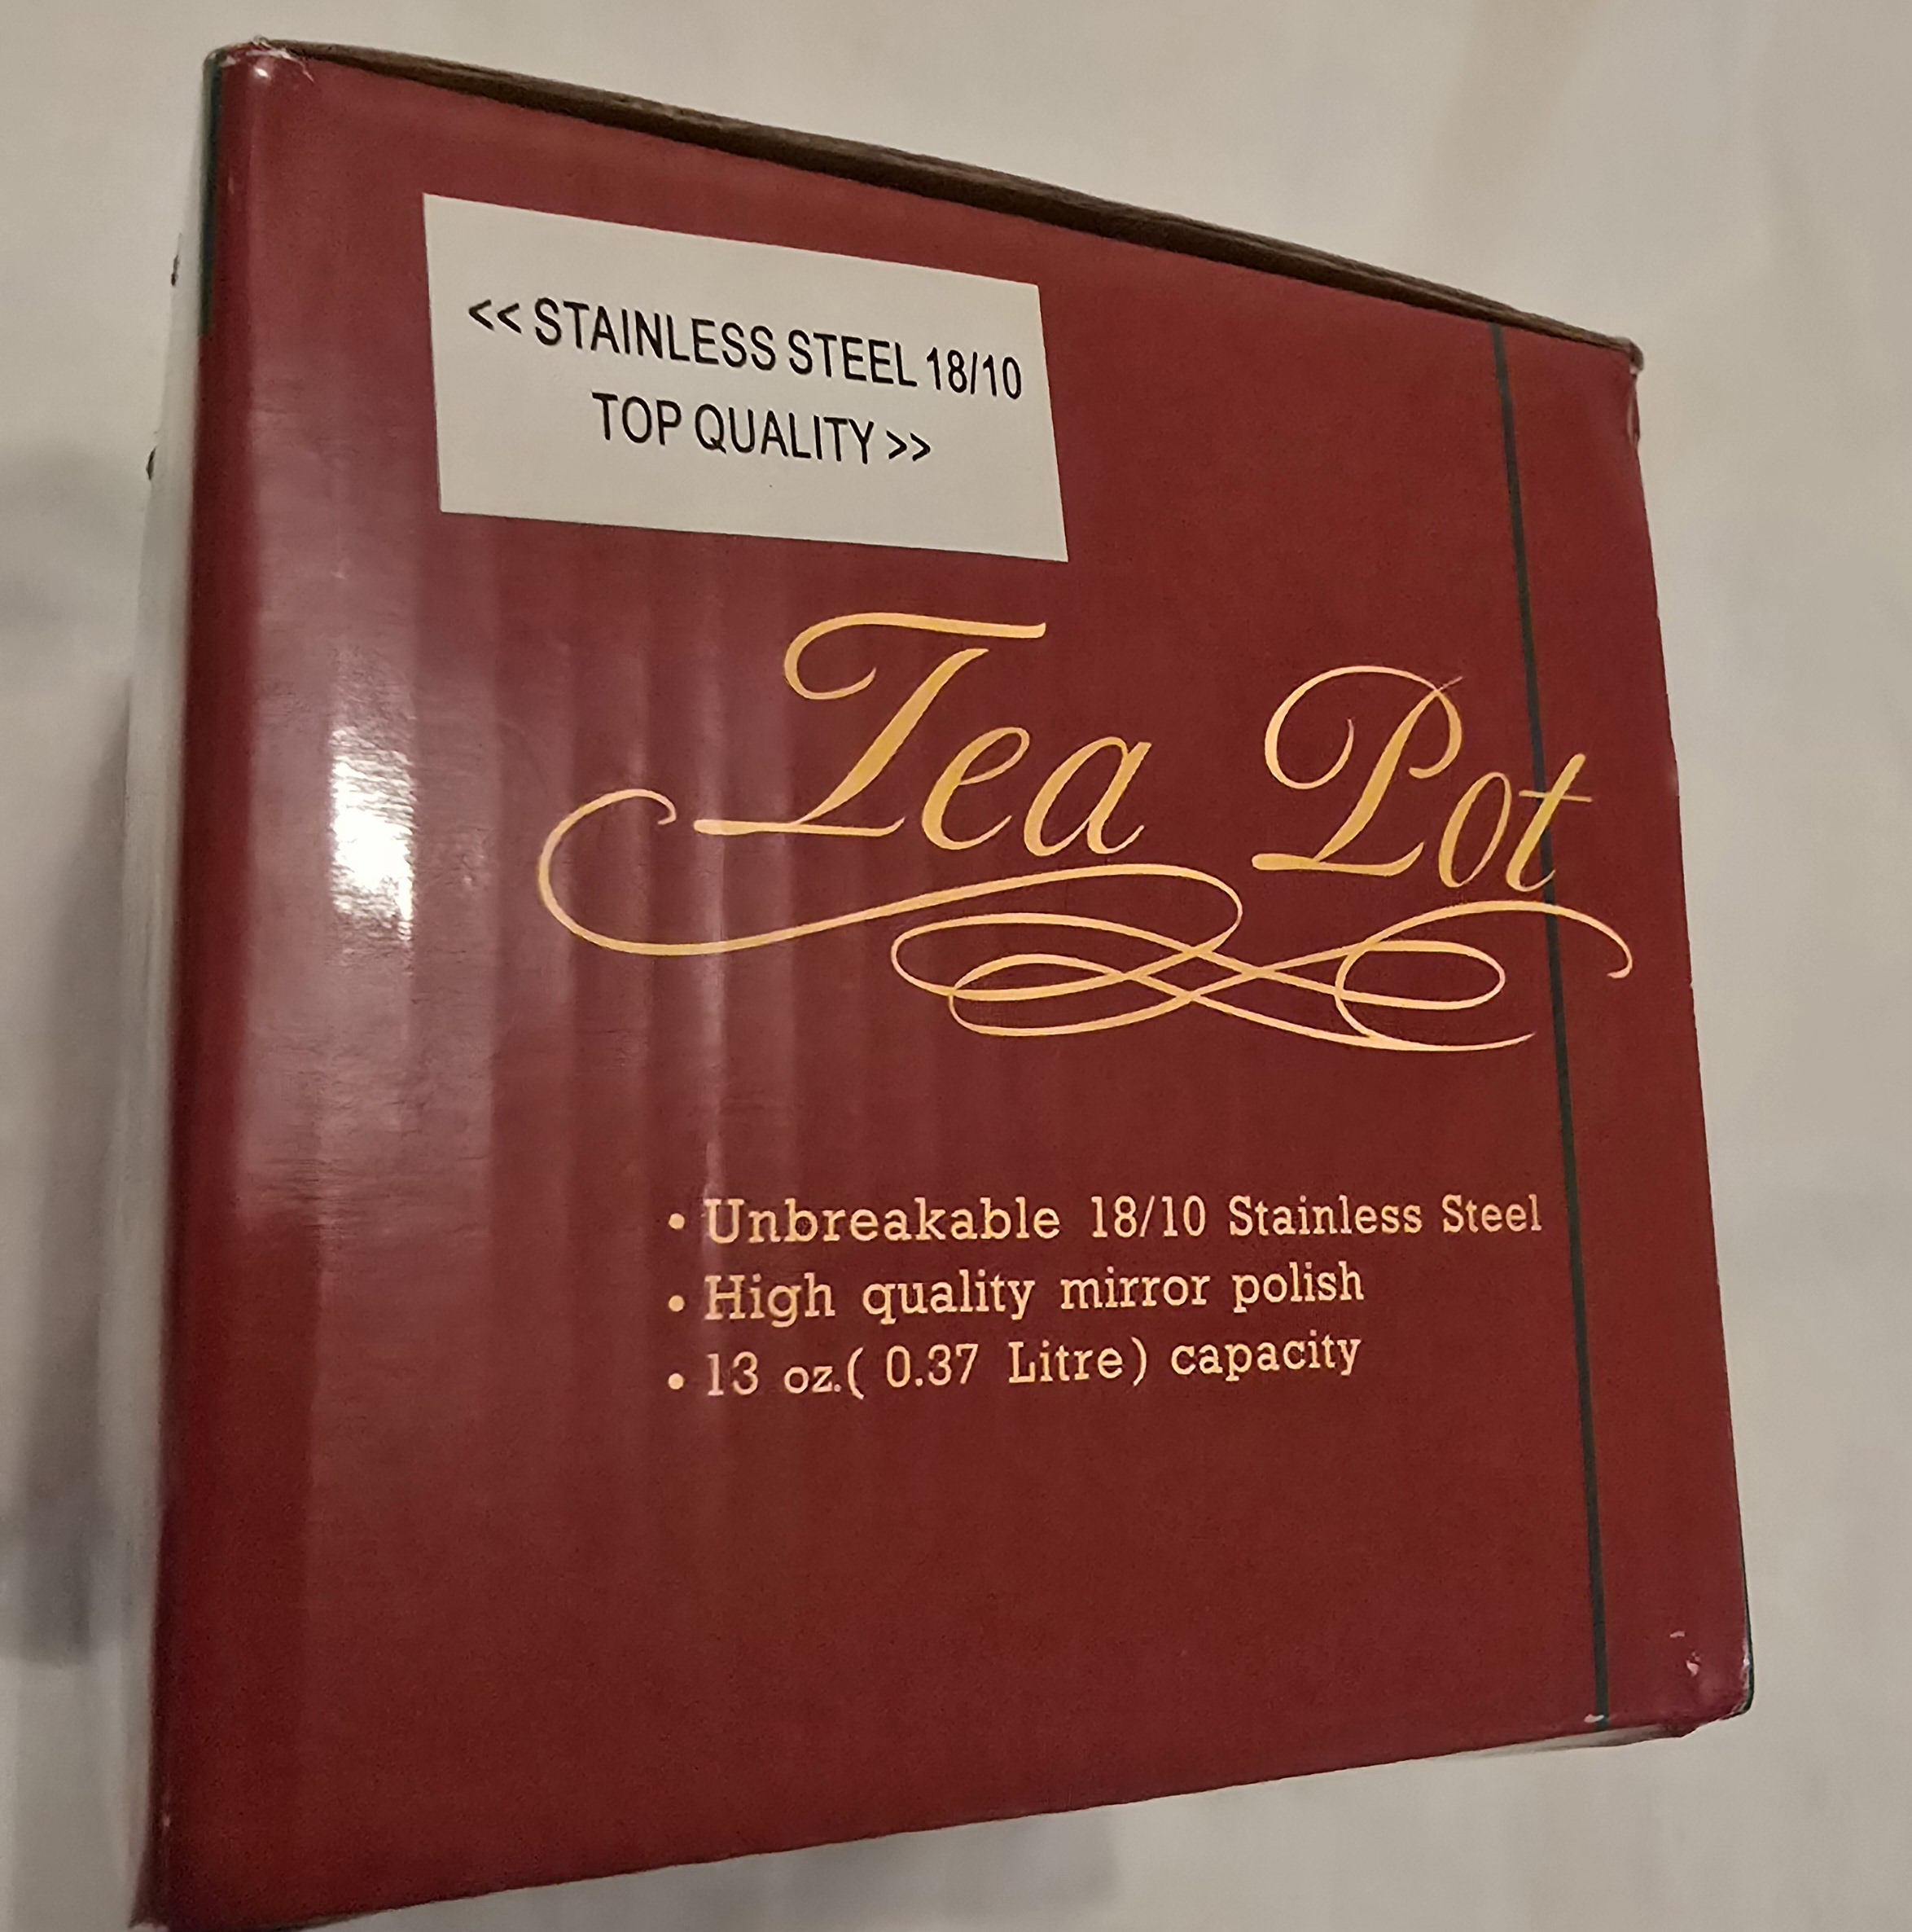 << STAINLESS STEEL 18/10
TOP QUALITY >>
Tea Pot
• Unbreakable 18/10 Stainless Steel
• High quality mirror polish
• 13 oz.( 0.37 Litre) capacity